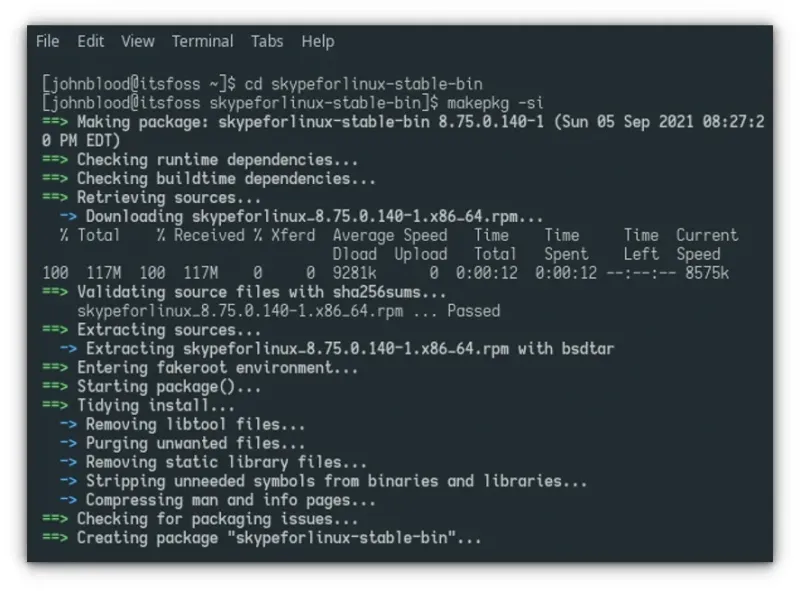 File Edit View Terminal Tabs Help
[johnblood@itsfoss ~]$ cd skypeforlinux-stable-bin
[johnblood@itsfoss skypeforlinux-stable-bin]$ makepkg -si
==> Making package: skypeforlinux-stable-bin 8.75.0.140-1 (Sun 05 Sep 2021 08:27:2
0 PM EDT)
==> Checking runtime dependencies...
==> Checking buildtime dependencies...
==> Retrieving sources...
-> Downloading skypeforlinux_8.75.0.140-1.x86_64.rpm...
% Total % Received % Xferd Average Speed Time Time Time Current
Dload Upload Total Spent Left Speed
100 117M 100 117M 0 0 9281k 0 0:00:12 0:00:12 --:--:-- 8575k
==> Validating source files with sha256sums...
skypeforlinux_8.75.0.140-1.x86_64.rpm ... Passed
==> Extracting sources...
-> Extracting skypeforlinux_8.75.0.140-1.x86_64.rpm with bsdtar
==> Entering fakeroot environment...
==> Starting package()...
==> Tidying install...
-> Removing libtool files...
-> Purging unwanted files...
-> Removing static library files...
-> Stripping unneeded symbols from binaries and libraries...
-> Compressing man and info pages...
==> Checking for packaging issues...
==> Creating package "skypeforlinux-stable-bin"...